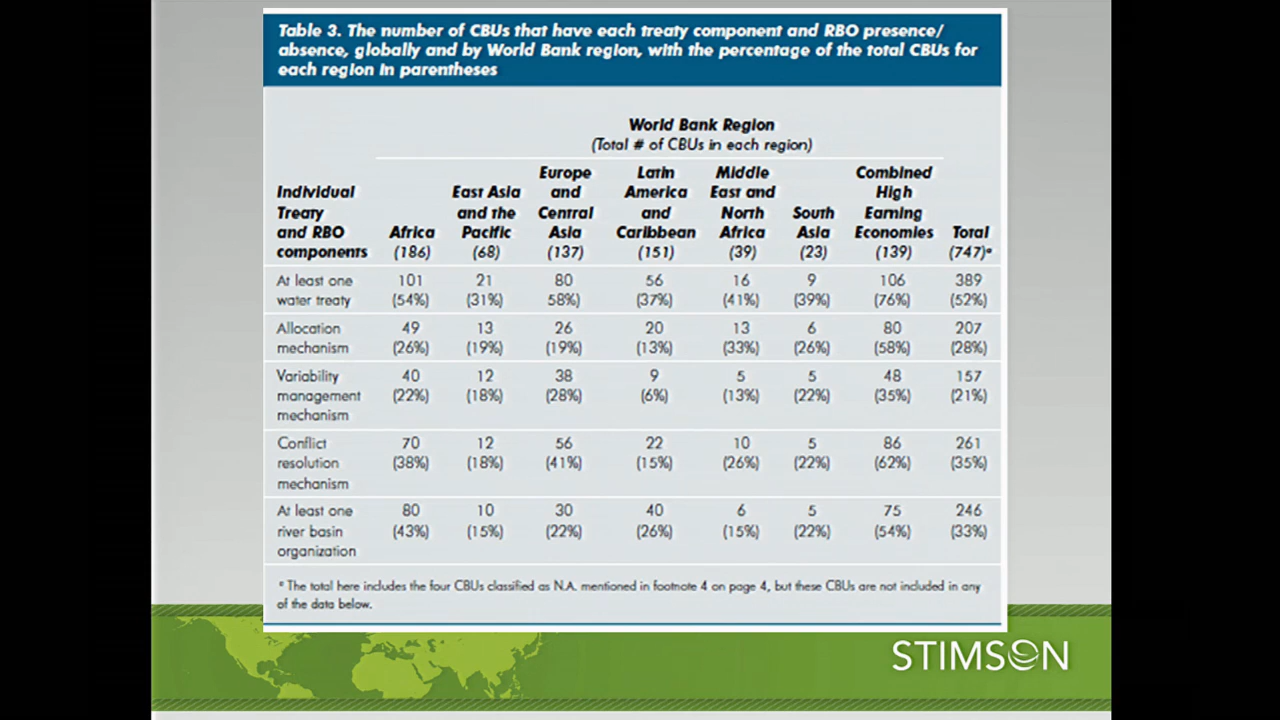 Table 3. The number of CBUs that have each treaty component and RBO presence/
absence, globally and by World Bank region, with the percentage of the total CBUs for
each region in parentheses
World Bank Region
(Total # of CBUs in each region)
Individual
Treaty
and RBO
components
Africa
(186)
East Asia
and the
Pacific
(68)
Europe
and
Central
Asia
(137)
Latin
America
and
Caribbean
(151)
Middle
East and
North
Africa
(39)
South
Asia
(23)
Combined
High
Earning
Economies
(139)
Total
(747)ᵃ
At least one 101 21 80 56 16 9 106 389
water treaty (54%) (31%) 58%) (37%) (41%) (39%) (76%) (52%)
Allocation 49 13 26 20 13 6 80 207
mechanism (26%) (19%) (19%) (13%) (33%) (26%) (58%) (28%)
Variability 40 12 38 9 5 5 48 157
management (22%) (18%) (28%) (6%) (13%) (22%) (35%) (21%)
mechanism
Conflict 70 12 56 22 10 5 86 261
resolution (38%) (18%) (41%) (15%) (26%) (22%) (62%) (35%)
mechanism
At least one 80 10 30 40 6 5 75 246
river basin (43%) (15%) (22%) (26%) (15%) (22%) (54%) (33%)
organization
ᵃ The total here includes the four CBUs classified as N.A. mentioned in footnote 4 on page 4, but these CBUs are not included in any
of the data below.
STIMSON